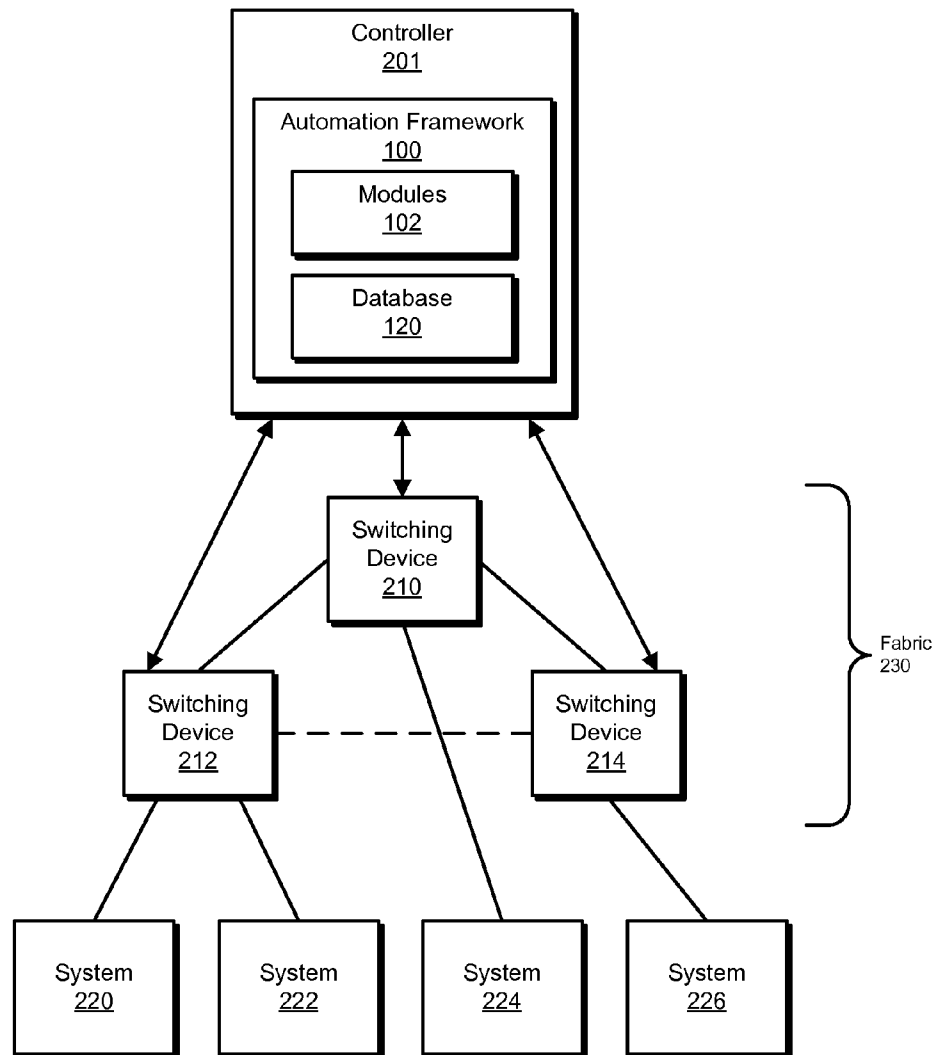 Controller
201
Automation Framework
100
Modules
102
Database
120
Switching
Device
210
Fabric
230
Switching
Device
212
Switching
Device
214
System
220
System
222
System
224
System
226